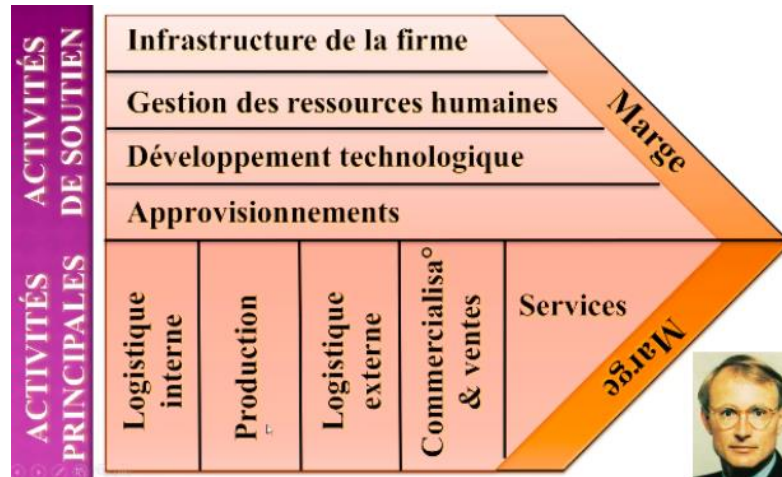 ACTIVITÉS
DE SOUTIEN
Infrastructure de la firme
Gestion des ressources humaines
Développement technologique
Approvisionnements
Marge
ACTIVITÉS
PRINCIPALES
Logistique
interne
Production
Logistique
externe
Commercialisa°
& ventes
Services
Marge